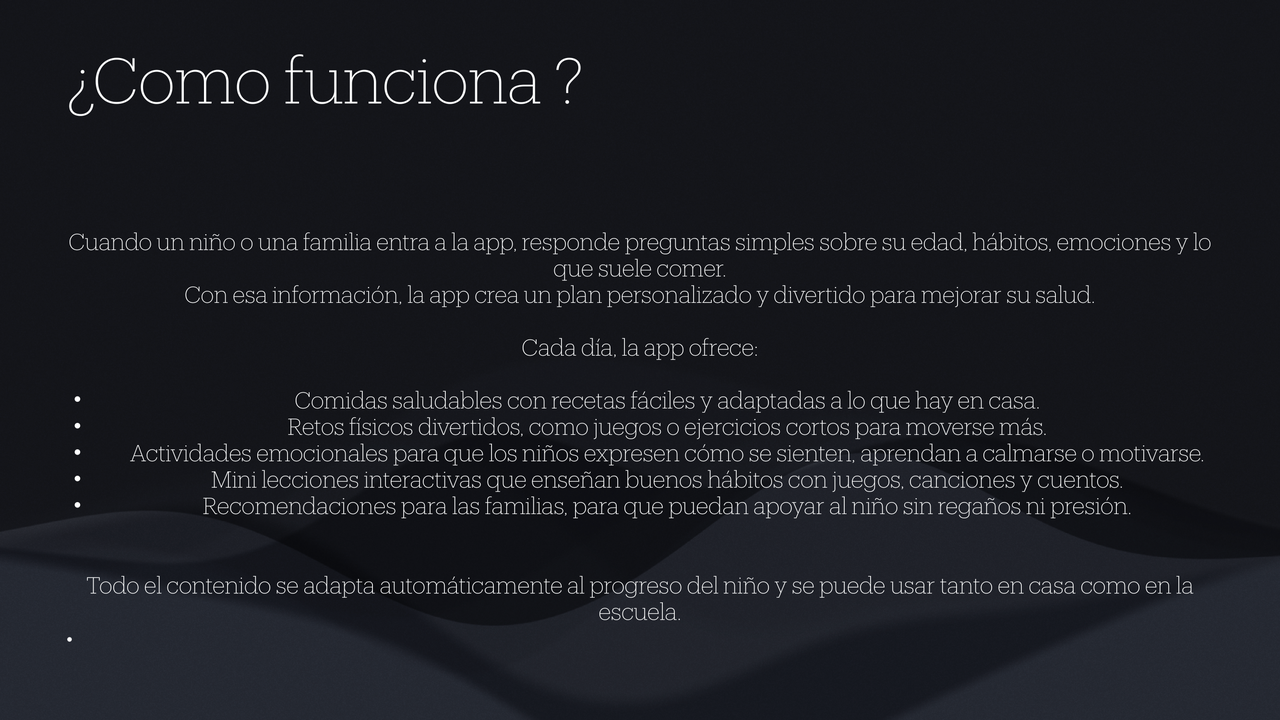 ¿Como funciona ?
Cuando un niño o una familia entra a la app, responde preguntas simples sobre su edad, hábitos, emociones y lo
que suele comer.
Con esa información, la app crea un plan personalizado y divertido para mejorar su salud.
Cada día, la app ofrece:
• Comidas saludables con recetas fáciles y adaptadas a lo que hay en casa.
• Retos físicos divertidos, como juegos o ejercicios cortos para moverse más.
• Actividades emocionales para que los niños expresen cómo se sienten, aprendan a calmarse o motivarse.
• Mini lecciones interactivas que enseñan buenos hábitos con juegos, canciones y cuentos.
• Recomendaciones para las familias, para que puedan apoyar al niño sin regaños ni presión.
Todo el contenido se adapta automáticamente al progreso del niño y se puede usar tanto en casa como en la
escuela.
•